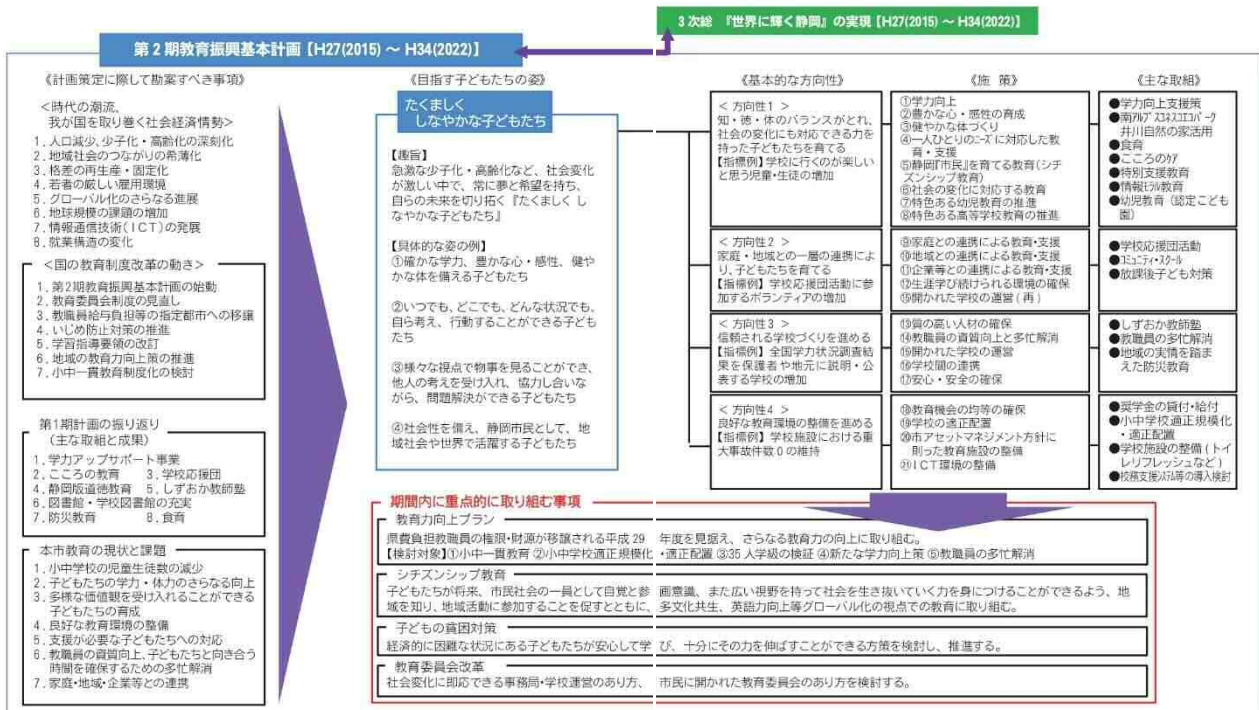 3次総 『世界に輝く静岡』の実現【H27(2015) ～ H34(2022)】
第2期教育振興基本計画【H27(2015) ～ H34(2022)】
《計画策定に際して勘案すべき事項》
＜時代の潮流、
我が国を取り巻く社会経済情勢＞
1．人口減少、少子化・高齢化の深刻化
2．地域社会のつながりの希薄化
3．格差の再生産・固定化
4．若者の厳しい雇用環境
5．グローバル化のさらなる進展
6．地球規模の課題の増加
7．情報通信技術(ICT)の発展
8．就業構造の変化
＜国の教育制度改革の動き＞
1．第2期教育振興基本計画の始動
2．教育委員会制度の見直し
3．教職員給与負担等の指定都市への移譲
4．いじめ防止対策の推進
5．学習指導要領の改訂
6．地域の教育力向上策の推進
7．小中一貫教育制度化の検討
第1期計画の振り返り
（主な取組と成果）
1．学力アップサポート事業
2．こころの教育 3．学校応援団
4．静岡版道徳教育 5．しずおか教師塾
6．図書館・学校図書館の充実
7．防災教育 8．食育
本市教育の現状と課題
1．小中学校の児童生徒数の減少
2．子どもたちの学力・体力のさらなる向上
3．多様な価値観を受け入れることができる
子どもたちの育成
4．良好な教育環境の整備
5．支援が必要な子どもたちへの対応
6．教職員の資質向上、子どもたちと向き合う
時間を確保するための多忙解消
7．家庭・地域・企業等との連携
《目指す子どもたちの姿》
たくましく
しなやかな子どもたち
【趣旨】
急激な少子化・高齢化など、社会変化
が激しい中で、常に夢と希望を持ち、
自らの未来を切り拓く『たくましく し
なやかな子どもたち』
【具体的な姿の例】
①確かな学力、豊かな心・感性、健や
かな体を備える子どもたち
②いつでも、どこでも、どんな状況でも、
自ら考え、行動することができる子ども
たち
③様々な視点で物事を見ることができ、
他人の考えを受け入れ、協力し合いな
がら、問題解決ができる子どもたち
④社会性を備え、静岡市民として、地
域社会や世界で活躍する子どもたち
《基本的な方向性》
＜ 方向性1 ＞
知・徳・体のバランスがとれ、
社会の変化にも対応できる力を
持った子どもたちを育てる
【指標例】学校に行くのが楽しい
と思う児童・生徒の増加
＜ 方向性2 ＞
家庭・地域との一層の連携によ
り、子どもたちを育てる
【指標例】学校応援団活動に参
加するボランティアの増加
＜ 方向性3 ＞
信頼される学校づくりを進める
【指標例】全国学力状況調査結
果を保護者や地元に説明・公
表する学校の増加
＜ 方向性4 ＞
良好な教育環境の整備を進める
【指標例】学校施設における重
大事故件数0の維持
《施 策》
①学力向上
②豊かな心・感性の育成
③健やかな体づくり
④一人ひとりのニーズに対応した教
育・支援
⑤静岡『市民』を育てる教育(シチ
ズンシップ教育)
⑥社会の変化に対応する教育
⑦特色ある幼児教育の推進
⑧特色ある高等学校教育の推進
⑨家庭との連携による教育・支援
⑩地域との連携による教育・支援
⑪企業等との連携による教育・支援
⑫生涯学び続けられる環境の確保
⑮開かれた学校の運営(再)
⑬質の高い人材の確保
⑭教職員の資質向上と多忙解消
⑮開かれた学校の運営
⑯学校間の連携
⑰安心・安全の確保
⑱教育機会の均等の確保
⑲学校の適正配置
⑳市アセットマネジメント方針に
則った教育施設の整備
㉑ICT環境の整備
《主な取組》
●学力向上支援策
●南アルプスユネスコエコパーク
井川自然の家活用
●食育
●こころのケア
●特別支援教育
●情報モラル教育
●幼児教育（認定こども
園）
●学校応援団活動
●コミュニティ・スクール
●放課後子ども対策
●しずおか教師塾
●教職員の多忙解消
●地域の実情を踏ま
えた防災教育
●奨学金の貸付・給付
●小中学校適正規模化
・適正配置
●学校施設の整備(トイ
レリフレッシュなど)
●校務支援システム等の導入検討
期間内に重点的に取り組む事項
教育力向上プラン
県費負担教職員の権限・財源が移譲される平成29年度を見据え、さらなる教育力の向上に取り組む。
【検討対象】①小中一貫教育 ②小中学校適正規模化・適正配置 ③35人学級の検証 ④新たな学力向上策 ⑤教職員の多忙解消
シチズンシップ教育
子どもたちが将来、市民社会の一員として自覚と参画意識、また広い視野を持って社会を生き抜いていく力を身につけることができるよう、地
域を知り、地域活動に参加することを促すとともに、多文化共生、英語力向上等グローバル化の視点での教育に取り組む。
子どもの貧困対策
経済的に困難な状況にある子どもたちが安心して学び、十分にその力を伸ばすことができる方策を検討し、推進する。
教育委員会改革
社会変化に即応できる事務局・学校運営のあり方、市民に開かれた教育委員会のあり方を検討する。